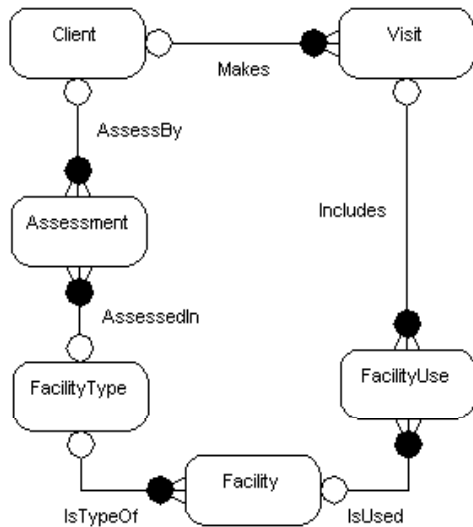 Client
Visit
Makes
AssessBy
Assessment
Includes
AssessedIn
FacilityType
FacilityUse
Facility
IsTypeOf
IsUsed